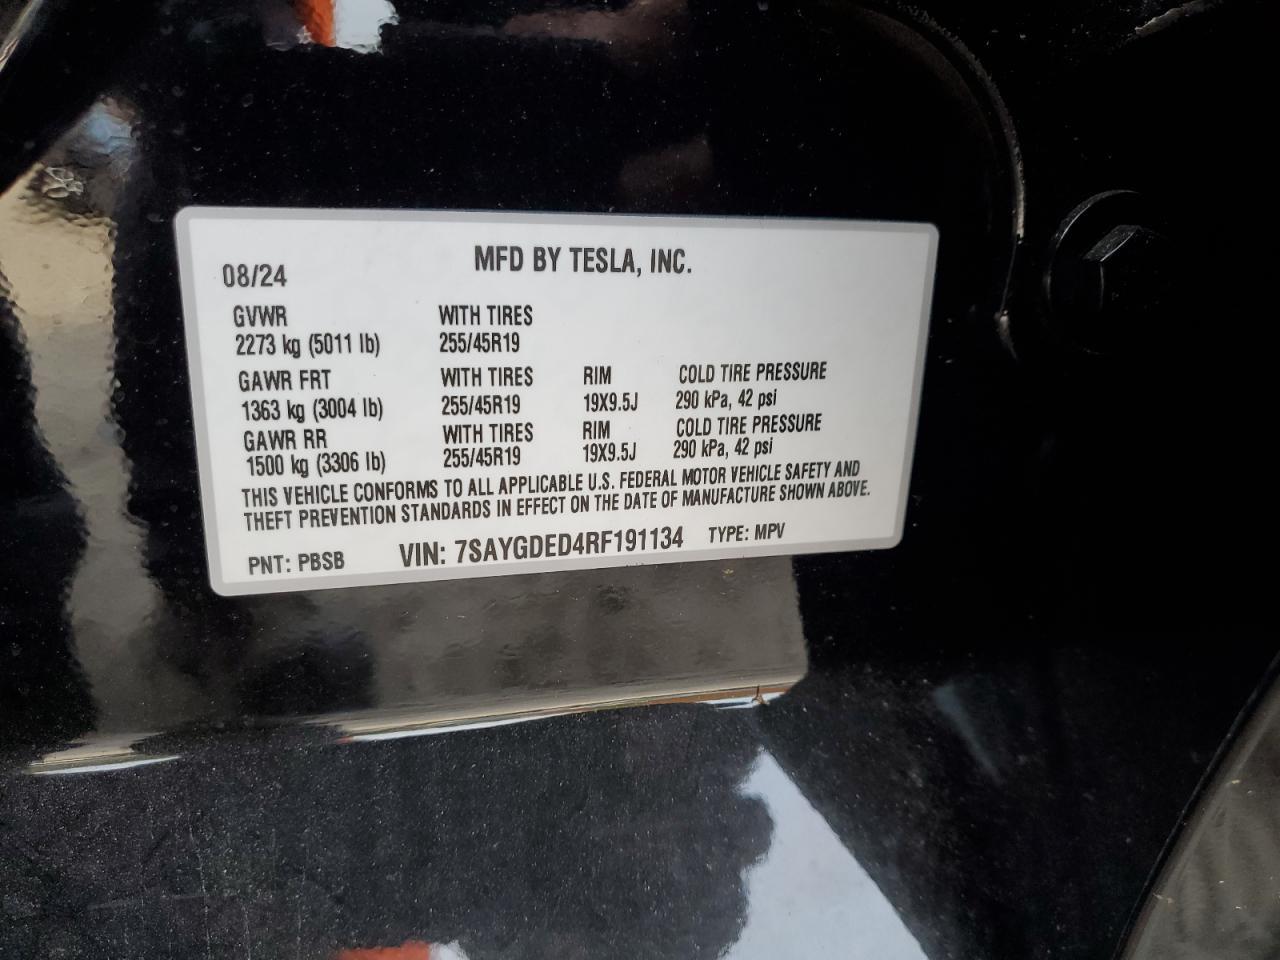 MFD BY TESLA, INC.
08/24
GVWR WITH TIRES
2273 kg (5011 lb) 255/45R19
GAWR FRT WITH TIRES RIM COLD TIRE PRESSURE
1363 kg (3004 lb) 255/45R19 19X9.5J 290 kPa, 42 psi
GAWR RR WITH TIRES RIM COLD TIRE PRESSURE
1500 kg (3306 lb) 255/45R19 19X9.5J 290 kPa, 42 psi
THIS VEHICLE CONFORMS TO ALL APPLICABLE U.S. FEDERAL MOTOR VEHICLE SAFETY AND
THEFT PREVENTION STANDARDS IN EFFECT ON THE DATE OF MANUFACTURE SHOWN ABOVE.
PNT: PBSB VIN: 7SAYGDED4RF191134 TYPE: MPV